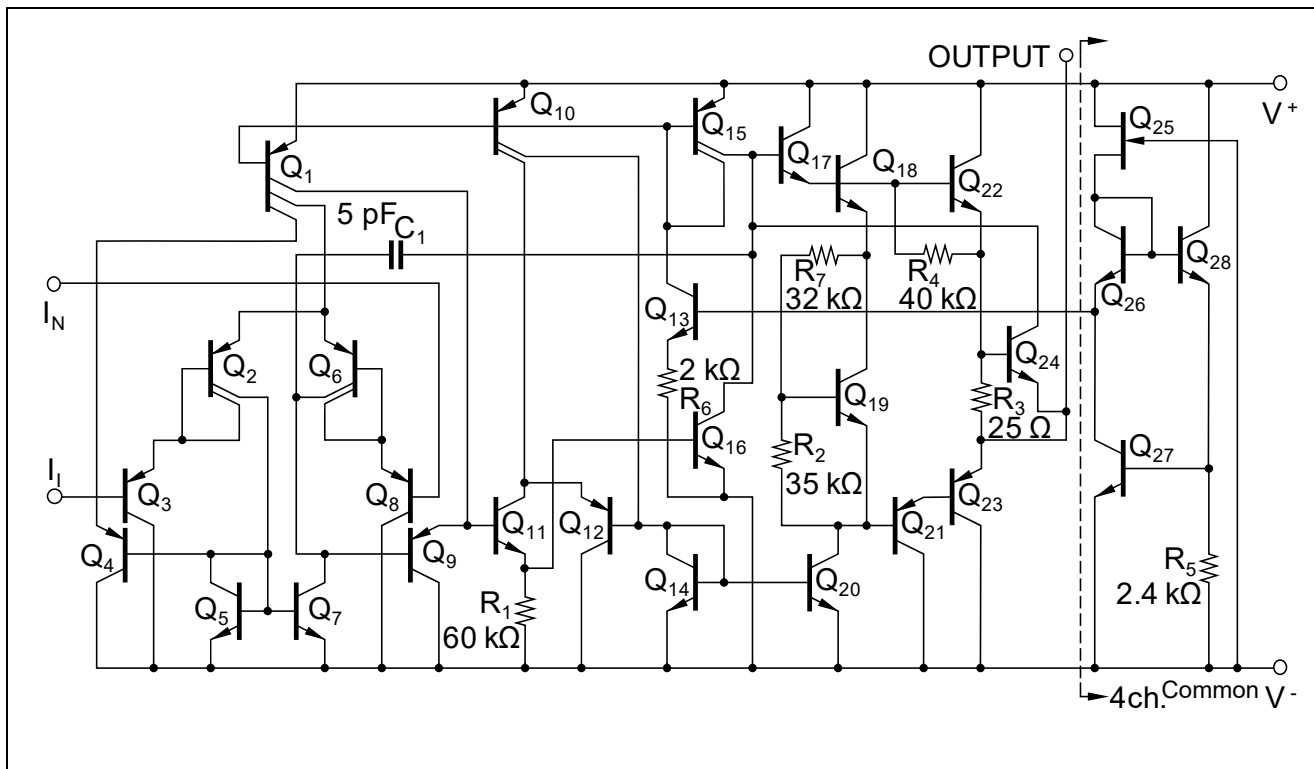 OUTPUT
V+
Q10
Q15
Q25
Q1
Q17
Q18
Q22
5 pF
C1
Q28
R7
R4
Q26
32 kΩ
40 kΩ
IN
Q13
Q2
Q6
2 kΩ
Q24
R6
Q19
R3
25 Ω
Q16
R2
Q27
II
Q3
Q8
35 kΩ
Q11
Q12
Q21
Q23
Q4
Q9
Q5
Q7
Q14
Q20
R5
2.4 kΩ
R1
60 kΩ
4ch. Common V-